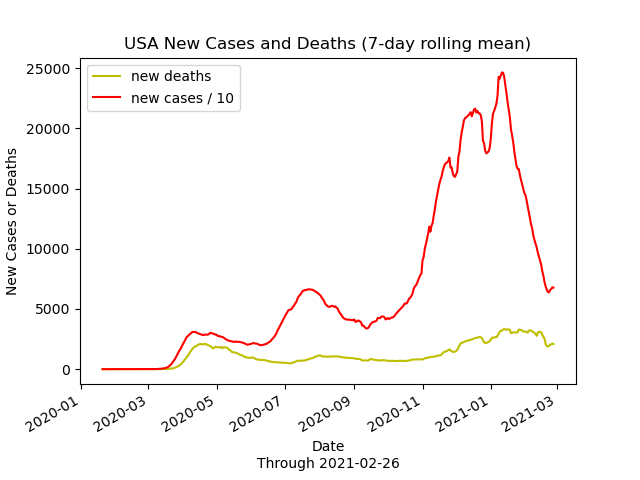 USA New Cases and Deaths (7-day rolling mean)
new deaths
new cases / 10
25000
20000
15000
10000
5000
0
New Cases or Deaths
2020-01
2020-03
2020-05
2020-07
2020-09
2020-11
2021-01
2021-03
Date
Through 2021-02-26